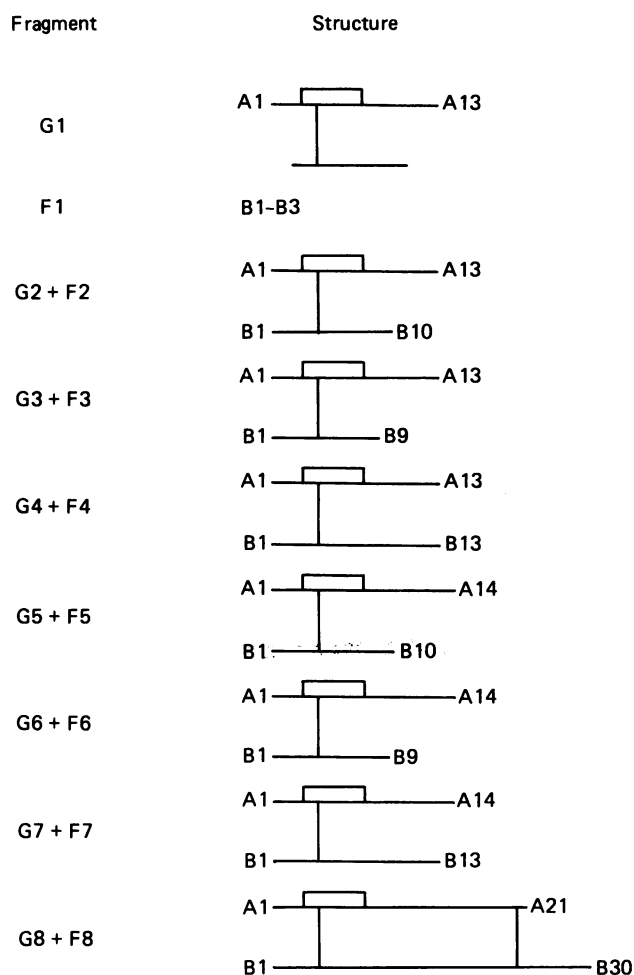 Fragment Structure
A1 A13
G1
F1 B1-B3
A1 A13
G2 + F2
B1 B10
A1 A13
G3 + F3
B1 B9
A1 A13
G4 + F4
B1 B13
A1 A14
G5 + F5
B1 B10
A1 A14
G6 + F6
B1 B9
A1 A14
G7 + F7
B1 B13
A1 A21
G8 + F8
B1 B30